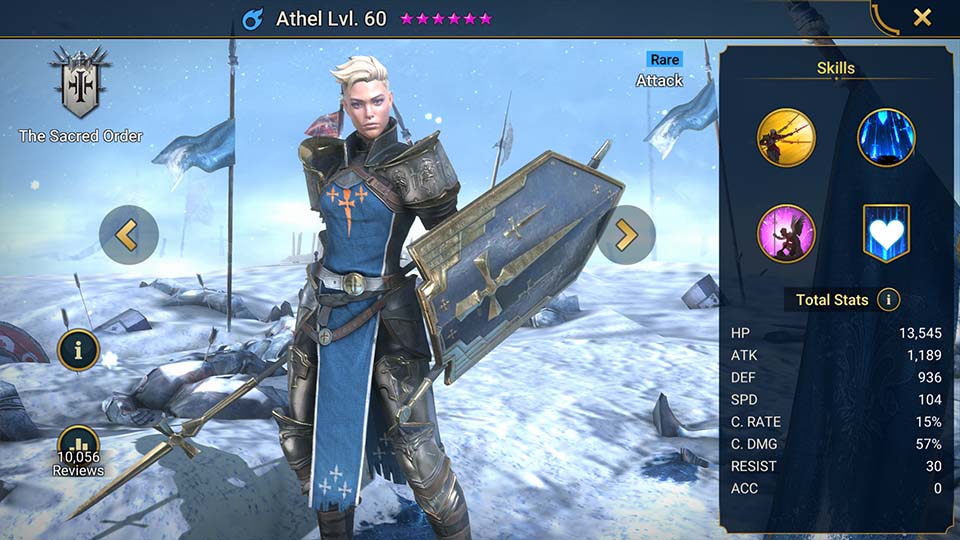 Athel Lvl. 60
The Sacred Order
Rare
Attack
10,056
Reviews
Skills
Total Stats i
HP 13,545
ATK 1,189
DEF 936
SPD 104
C. RATE 15%
C. DMG 57%
RESIST 30
ACC 0